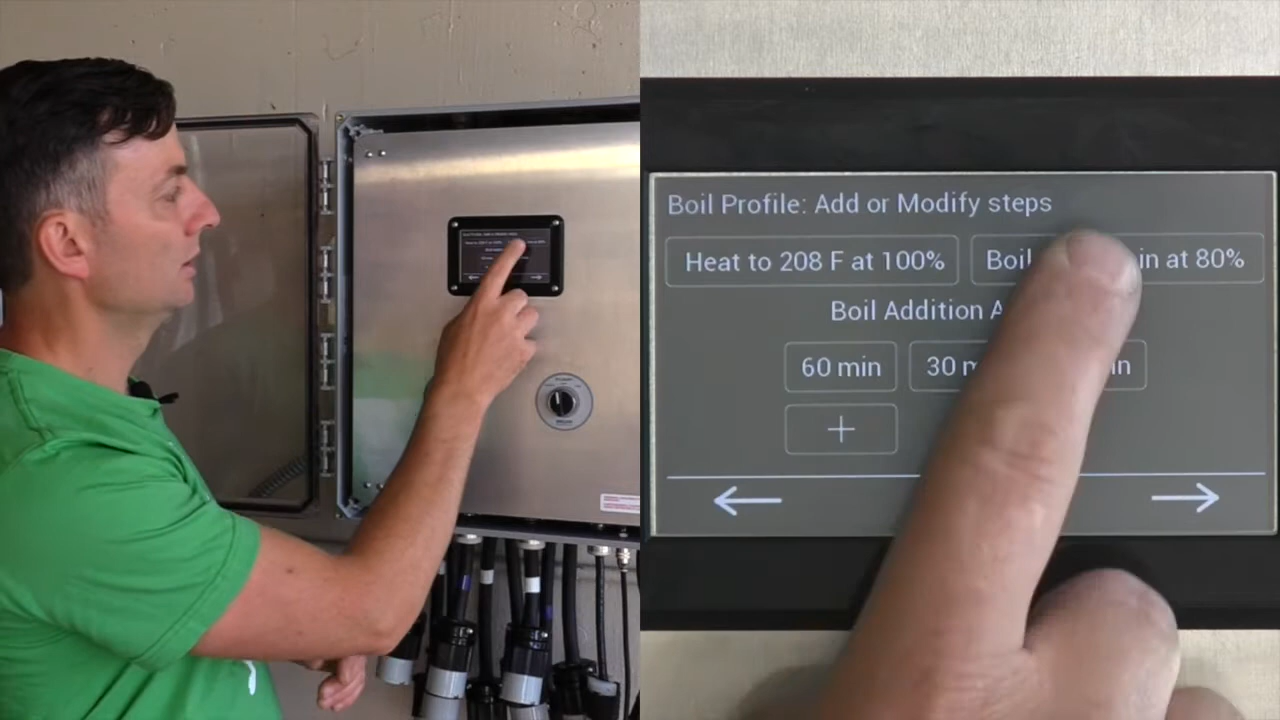 Boil Profile: Add or Modify steps
Heat to 208 F at 100%
Boil in at 80%
Boil Addition A
60 min
30 m
in
+